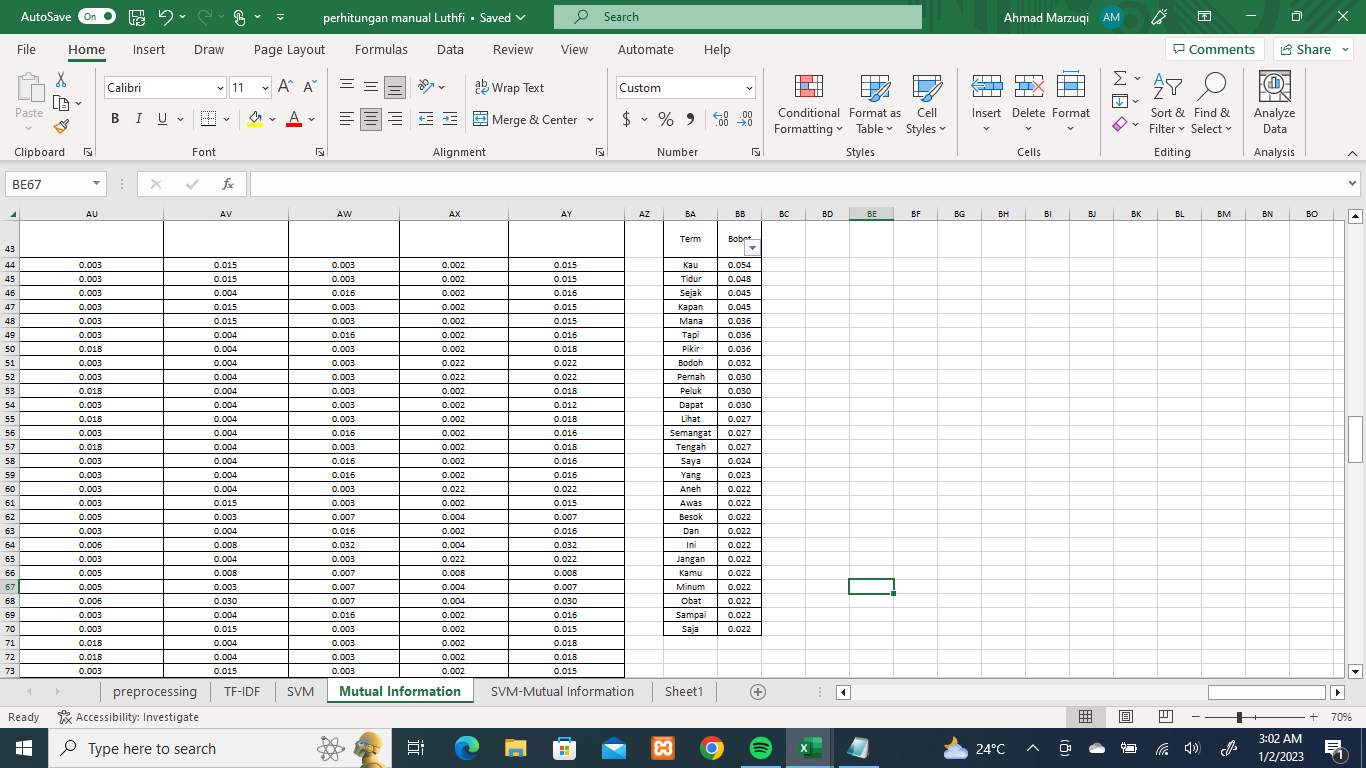 AutoSave On perhitungan manual Luthfi • Saved Search Ahmad Marzuqi AM
File Home Insert Draw Page Layout Formulas Data Review View Automate Help Comments Share
Paste Calibri 11 Wrap Text Custom Conditional Formatting Format as Table Cell Styles Insert Delete Format Sort & Filter Find & Select Analyze Data
B I U A Merge & Center $ %
Clipboard Font Alignment Number Styles Cells Editing Analysis
BE67 fx
AU AV AW AX AY AZ BA BB BC BD BE BF BG BH BI BJ BK BL BM BN BO
43 Term Bobot
44 0.003 0.015 0.003 0.002 0.015 Kau 0.054
45 0.003 0.015 0.003 0.002 0.015 Tidur 0.048
46 0.003 0.004 0.016 0.002 0.016 Sejak 0.045
47 0.003 0.015 0.003 0.002 0.015 Kapan 0.045
48 0.003 0.015 0.003 0.002 0.015 Mana 0.036
49 0.003 0.004 0.016 0.002 0.016 Tapi 0.036
50 0.018 0.004 0.003 0.002 0.018 Pikir 0.036
51 0.003 0.004 0.003 0.022 0.022 Bodoh 0.032
52 0.003 0.004 0.003 0.022 0.022 Pernah 0.030
53 0.018 0.004 0.003 0.002 0.018 Peluk 0.030
54 0.003 0.004 0.003 0.002 0.012 Dapat 0.030
55 0.018 0.004 0.003 0.002 0.018 Lihat 0.027
56 0.003 0.004 0.016 0.002 0.016 Semangat 0.027
57 0.018 0.004 0.003 0.002 0.018 Tengah 0.027
58 0.003 0.004 0.016 0.002 0.016 Saya 0.024
59 0.003 0.004 0.016 0.002 0.016 Yang 0.023
60 0.003 0.004 0.003 0.022 0.022 Aneh 0.022
61 0.003 0.015 0.003 0.002 0.015 Awas 0.022
62 0.005 0.003 0.007 0.004 0.007 Besok 0.022
63 0.003 0.004 0.016 0.002 0.016 Dan 0.022
64 0.006 0.008 0.032 0.004 0.032 Ini 0.022
65 0.003 0.004 0.003 0.022 0.022 Jangan 0.022
66 0.005 0.008 0.007 0.008 0.008 Kamu 0.022
67 0.005 0.003 0.007 0.004 0.007 Minum 0.022
68 0.006 0.030 0.007 0.004 0.030 Obat 0.022
69 0.003 0.004 0.016 0.002 0.016 Sampai 0.022
70 0.003 0.015 0.003 0.002 0.015 Saja 0.022
71 0.018 0.004 0.003 0.002 0.018
72 0.018 0.004 0.003 0.002 0.018
73 0.003 0.015 0.003 0.002 0.015
preprocessing TF-IDF SVM Mutual Information SVM-Mutual Information Sheet1
Ready Accessibility: Investigate 70%
Type here to search 24°C 3:02 AM
1/2/2023 1